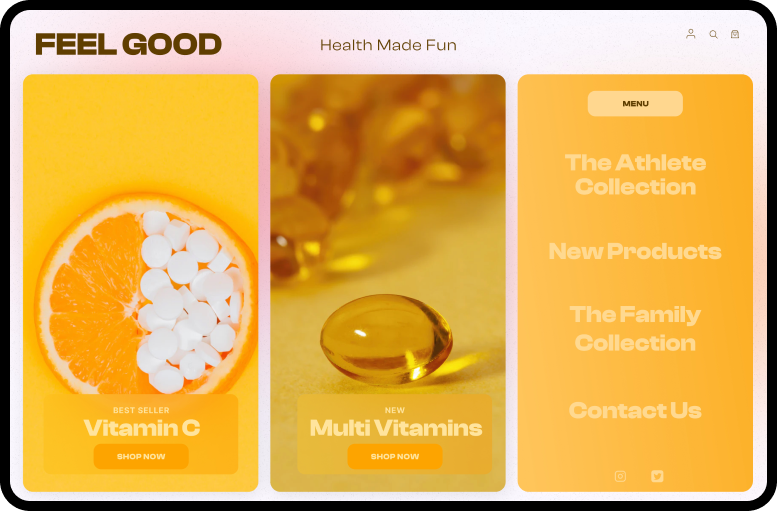 FEEL GOOD
Health Made Fun
BEST SELLER
Vitamin C
SHOP NOW
NEW
Multi Vitamins
SHOP NOW
MENU
The Athlete
Collection
New Products
The Family
Collection
Contact Us